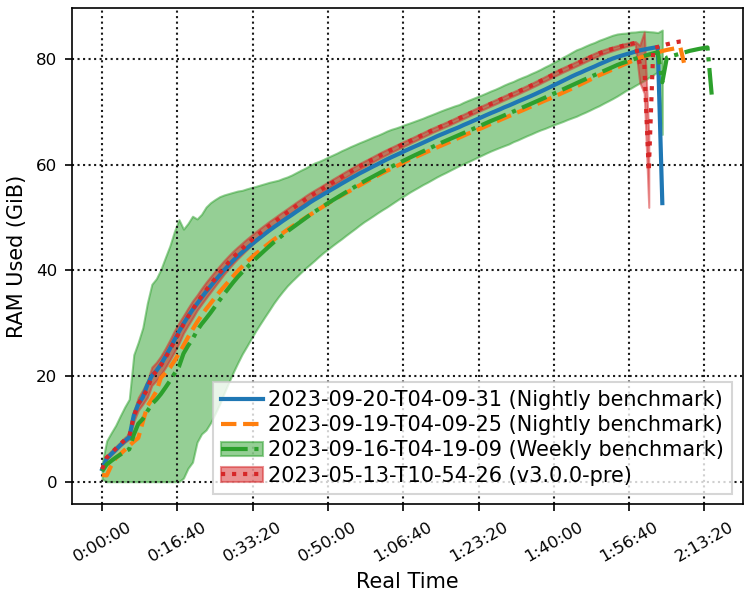 80
60
40
20
0
RAM Used (GiB)
2023-09-20-T04-09-31 (Nightly benchmark)
2023-09-19-T04-09-25 (Nightly benchmark)
2023-09-16-T04-19-09 (Weekly benchmark)
2023-05-13-T10-54-26 (v3.0.0-pre)
0:00:00 0:16:40 0:33:20 0:50:00 1:06:40 1:23:20 1:40:00 1:56:40 2:13:20
Real Time